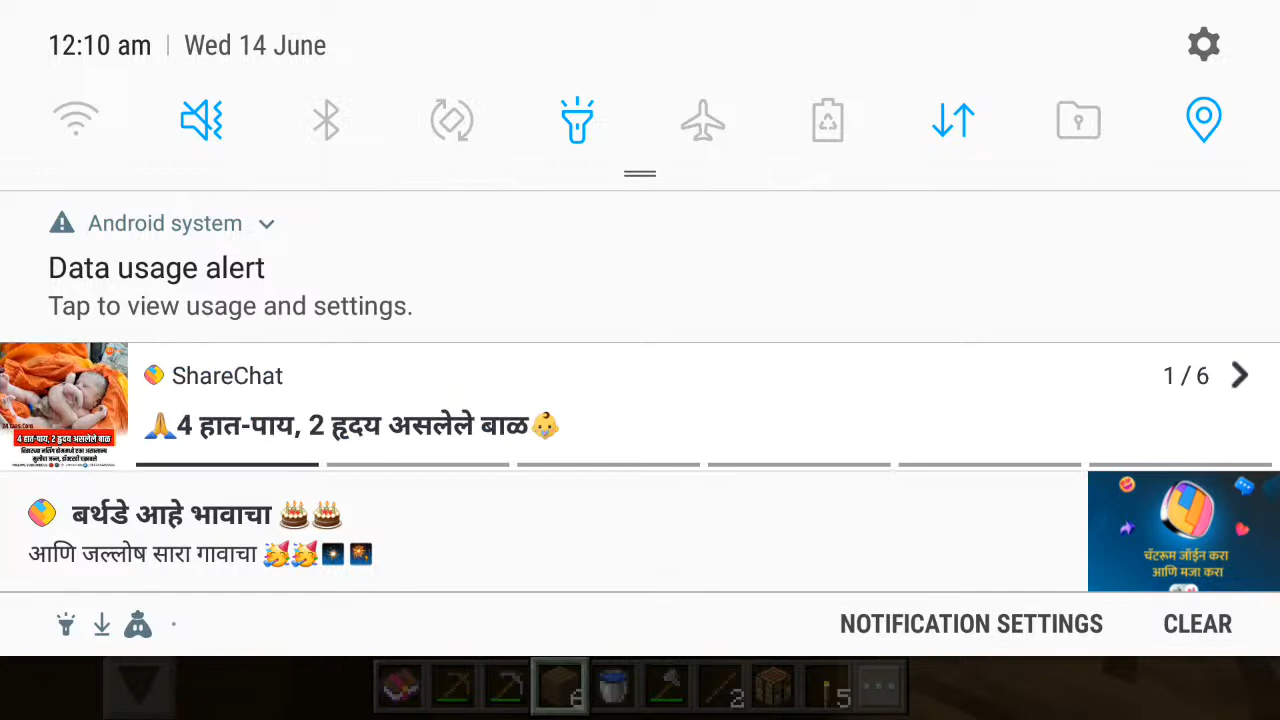 12:10 am | Wed 14 June
Android system
Data usage alert
Tap to view usage and settings.
ShareChat
1 / 6
🙏4 हात-पाय, 2 हृदय असलेले बाळ👶
4 हात-पाय, 2 हृदय असलेले बाळ
बर्थडे आहे भावाचा 🎂🎂
आणि जल्लोष सारा गावाचा 🥳🥳🎇🎆
चॅटरूम जॉईन करा
आणि मजा करा
NOTIFICATION SETTINGS
CLEAR
6
2
5